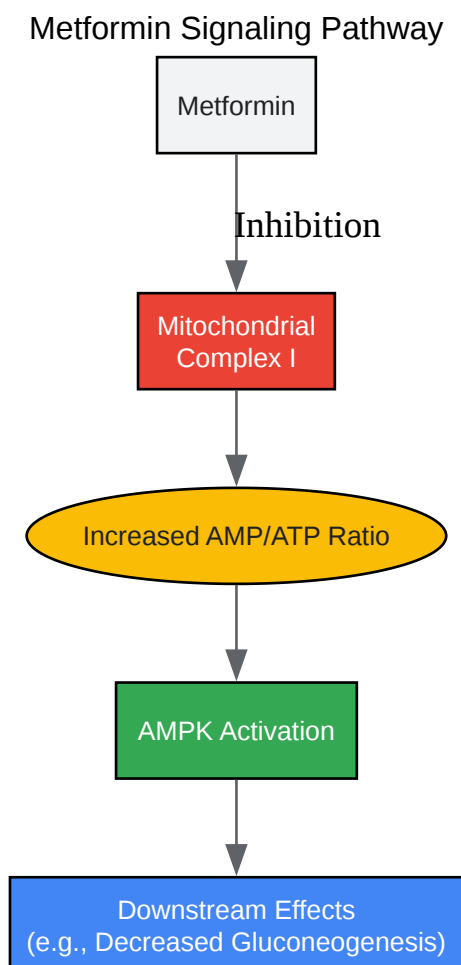 Metformin Signaling Pathway
Metformin
Inhibition
Mitochondrial
Complex I
Increased AMP/ATP Ratio
AMPK Activation
Downstream Effects
(e.g., Decreased Gluconeogenesis)